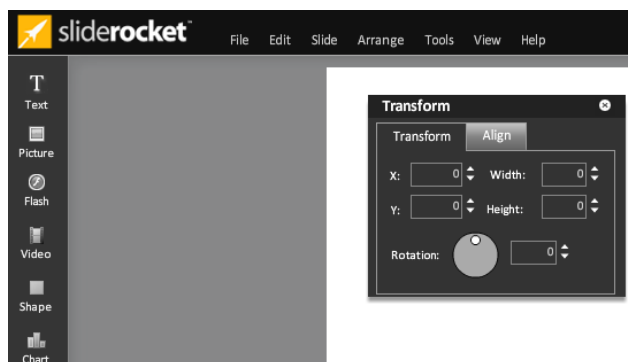 sliderocket™
File Edit Slide Arrange Tools View Help
T
Text
Picture
Flash
Video
Shape
Chart
Transform
Transform Align
X: 0 Width: 0
Y: 0 Height: 0
Rotation: 0